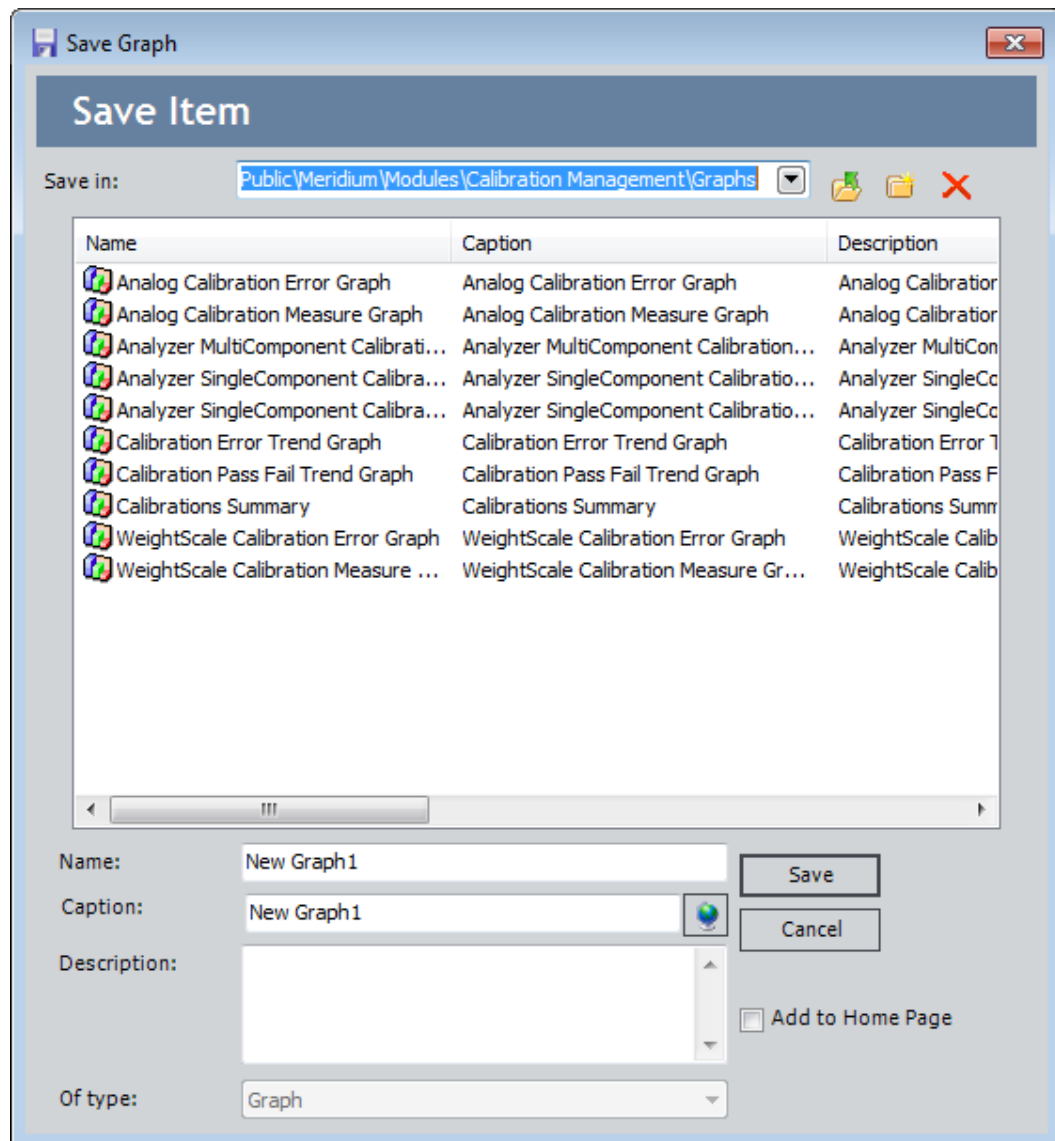 Save Graph
Save Item
Save in: Public\Meridium\Modules\Calibration Management\Graphs
Name Caption Description
Analog Calibration Error Graph Analog Calibration Error Graph Analog Calibration
Analog Calibration Measure Graph Analog Calibration Measure Graph Analog Calibration
Analyzer MultiComponent Calibrati... Analyzer MultiComponent Calibration... Analyzer MultiCom
Analyzer SingleComponent Calibra... Analyzer SingleComponent Calibratio... Analyzer SingleCo
Analyzer SingleComponent Calibra... Analyzer SingleComponent Calibratio... Analyzer SingleCo
Calibration Error Trend Graph Calibration Error Trend Graph Calibration Error T
Calibration Pass Fail Trend Graph Calibration Pass Fail Trend Graph Calibration Pass F
Calibrations Summary Calibrations Summary Calibrations Summ
WeightScale Calibration Error Graph WeightScale Calibration Error Graph WeightScale Calib
WeightScale Calibration Measure ... WeightScale Calibration Measure Gr... WeightScale Calib
Name: New Graph1
Save
Caption: New Graph1
Cancel
Description:
Add to Home Page
Of type: Graph